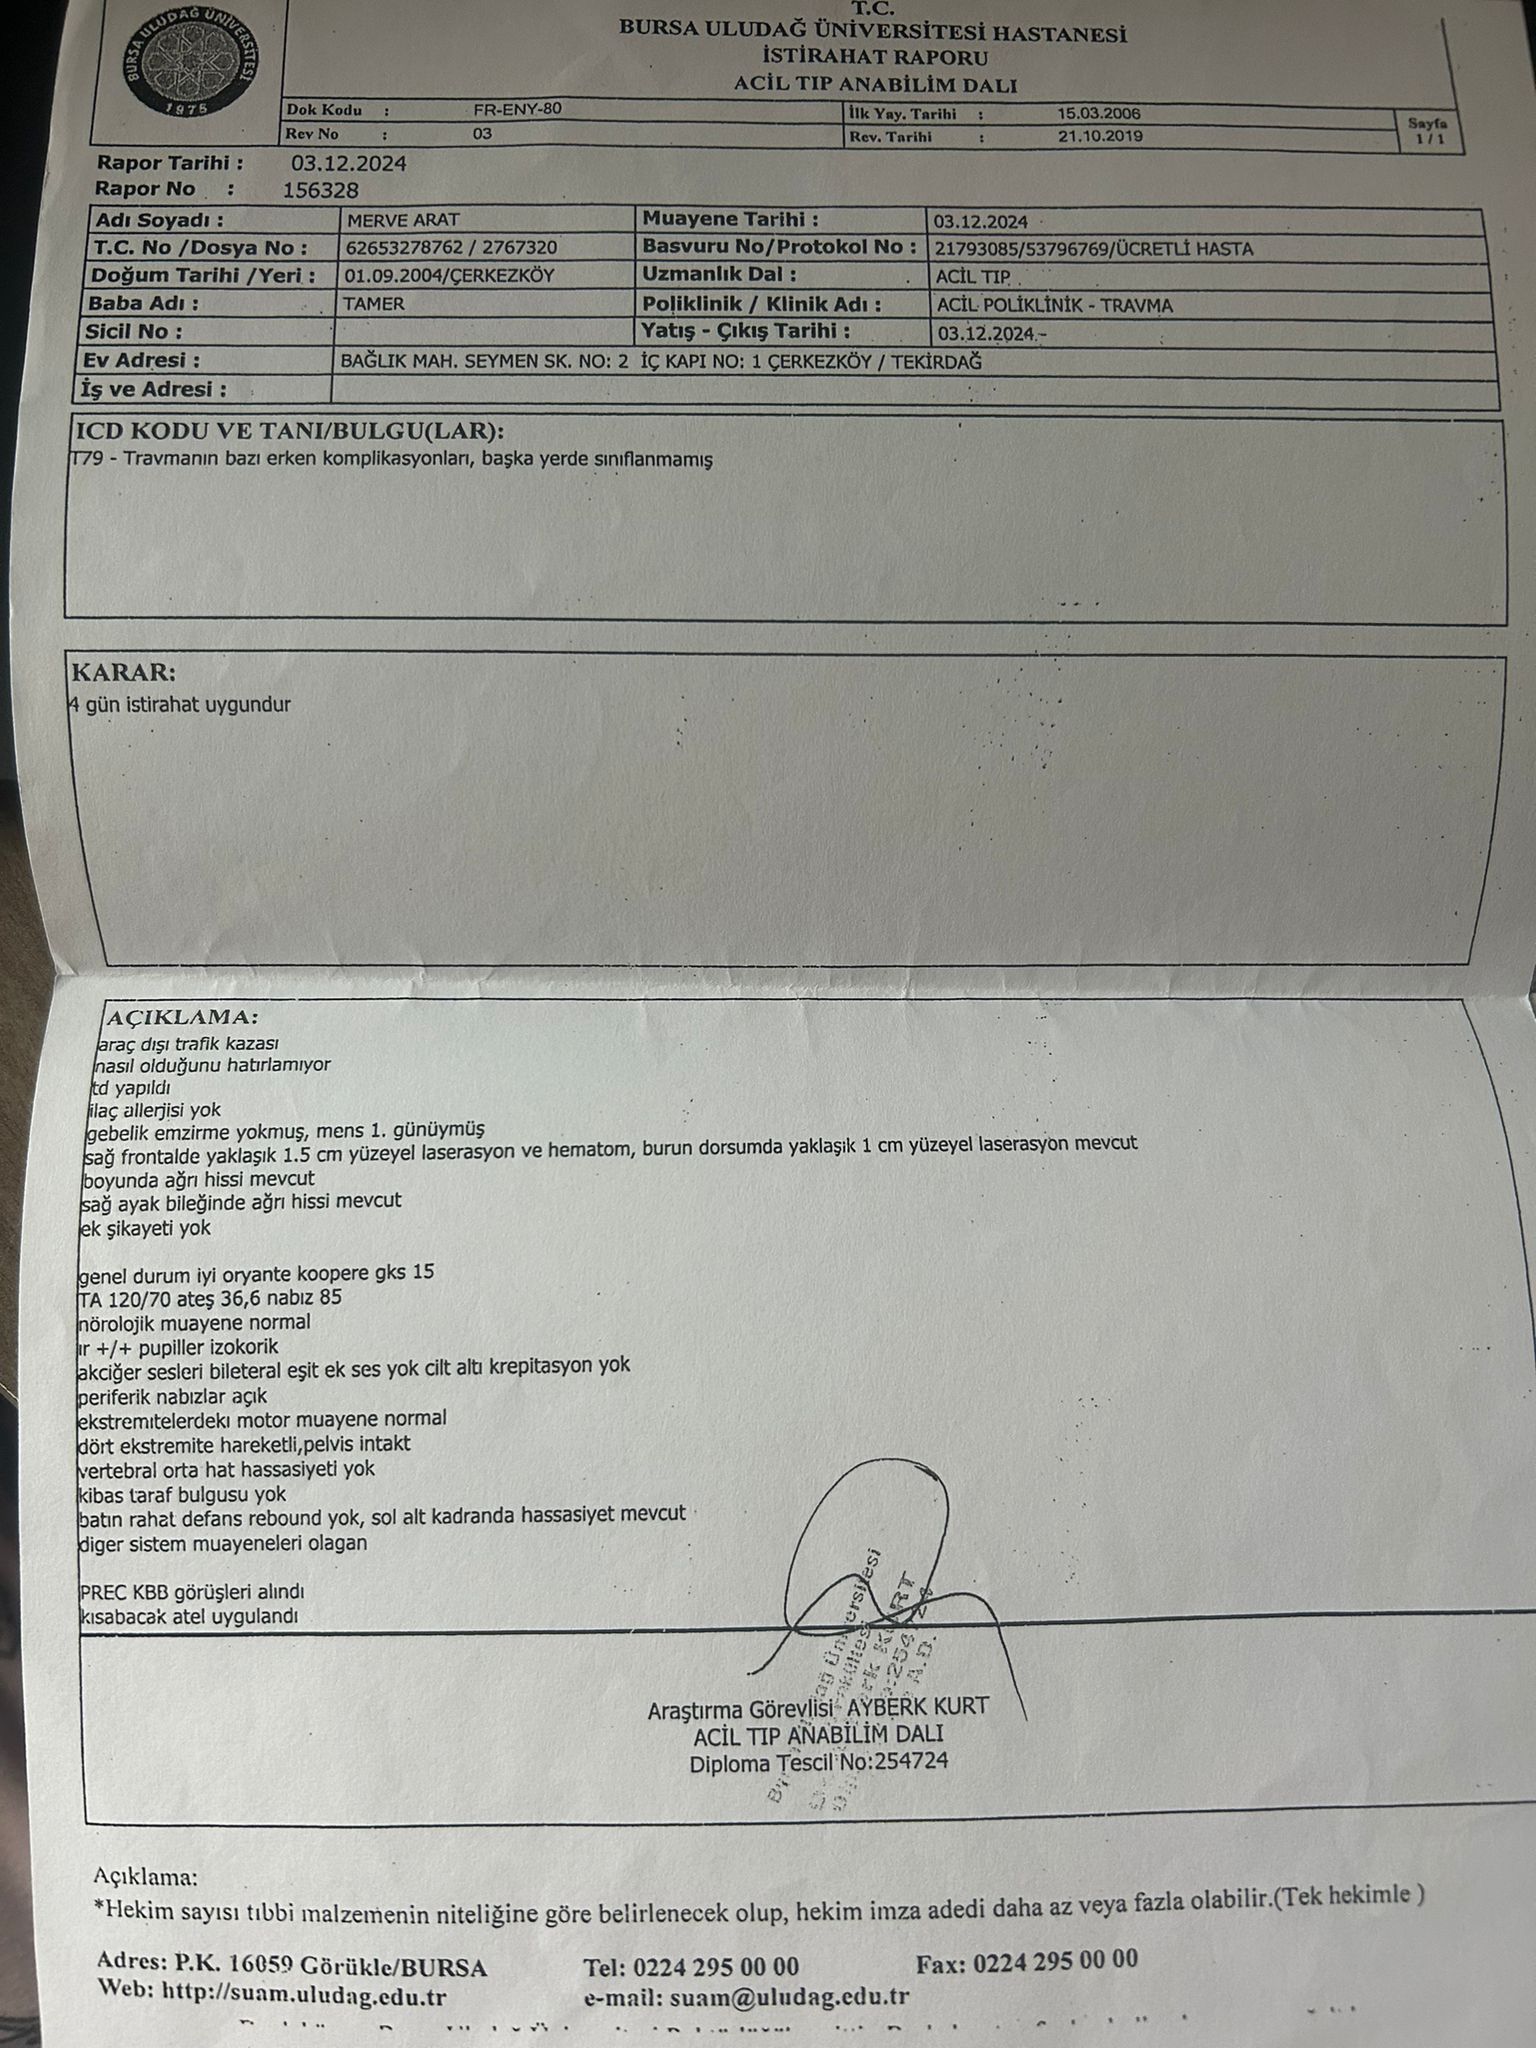 BURSA ULUDAĞ ÜNİVERSİTESİ
1975
T.C.
BURSA ULUDAĞ ÜNİVERSİTESİ HASTANESİ
İSTİRAHAT RAPORU
ACİL TIP ANABİLİM DALI
Dok Kodu : FR-ENY-80 İlk Yay. Tarihi : 15.03.2006
Rev No : 03 Rev. Tarihi : 21.10.2019
Sayfa
1/1
Rapor Tarihi : 03.12.2024
Rapor No : 156328
Adı Soyadı : MERVE ARAT Muayene Tarihi : 03.12.2024
T.C. No /Dosya No : 62653278762 / 2767320 Basvuru No/Protokol No : 21793085/53796769/ÜCRETLİ HASTA
Doğum Tarihi /Yeri : 01.09.2004/ÇERKEZKÖY Uzmanlık Dal : ACİL TIP
Baba Adı : TAMER Poliklinik / Klinik Adı : ACİL POLİKLİNİK - TRAVMA
Sicil No : Yatış - Çıkış Tarihi : 03.12.2024 -
Ev Adresi : BAĞLIK MAH. SEYMEN SK. NO: 2 İÇ KAPI NO: 1 ÇERKEZKÖY / TEKİRDAĞ
İş ve Adresi :
ICD KODU VE TANI/BULGU(LAR):
T79 - Travmanın bazı erken komplikasyonları, başka yerde sınıflanmamış
KARAR:
4 gün istirahat uygundur
AÇIKLAMA:
araç dışı trafik kazası
nasıl olduğunu hatırlamıyor
td yapıldı
ilaç allerjisi yok
gebelik emzirme yokmuş, mens 1. günüymüş
sağ frontalde yaklaşık 1.5 cm yüzeyel laserasyon ve hematom, burun dorsumda yaklaşik 1 cm yüzeyel laserasyon mevcut
boyunda ağrı hissi mevcut
sağ ayak bileğinde ağrı hissi mevcut
ek şikayeti yok
genel durum iyi oryante koopere gks 15
TA 120/70 ateş 36,6 nabız 85
nörolojik muayene normal
ır +/+ pupiller izokorik
akciğer sesleri bileteral eşit ek ses yok cilt altı krepitasyon yok
periferik nabızlar açık
ekstremitelerdekı motor muayene normal
dört ekstremite hareketli,pelvis intakt
vertebral orta hat hassasiyeti yok
kibas taraf bulgusu yok
batın rahat defans rebound yok, sol alt kadranda hassasiyet mevcut
diger sistem muayeneleri olagan
PREC KBB görüşleri alındı
kısabacak atel uygulandı
Araştırma Görevlisi AYBERK KURT
ACİL TIP ANABİLİM DALI
Diploma Tescil No:254724
Açıklama:
*Hekim sayısı tıbbi malzemenin niteliğine göre belirlenecek olup, hekim imza adedi daha az veya fazla olabilir.(Tek hekimle )
Adres: P.K. 16059 Görükle/BURSA Tel: 0224 295 00 00 Fax: 0224 295 00 00
Web: http://suam.uludag.edu.tr e-mail: suam@uludag.edu.tr